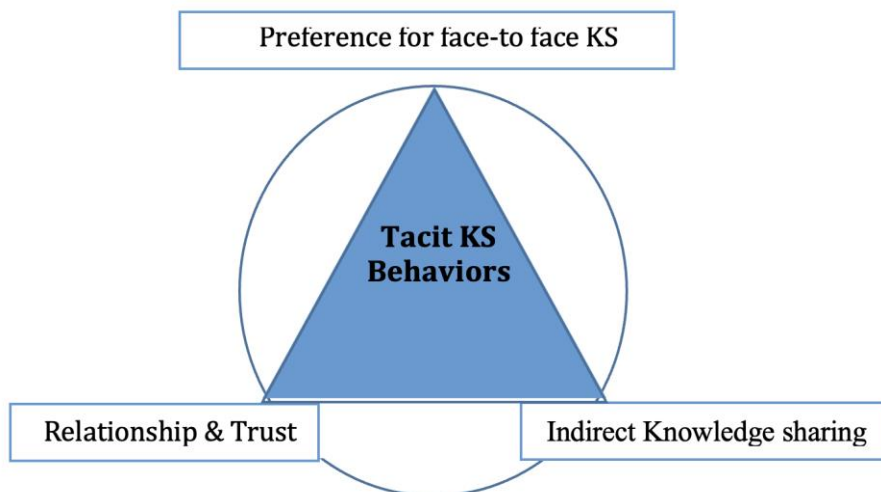 Preference for face-to face KS
Tacit KS
Behaviors
Relationship & Trust
Indirect Knowledge sharing